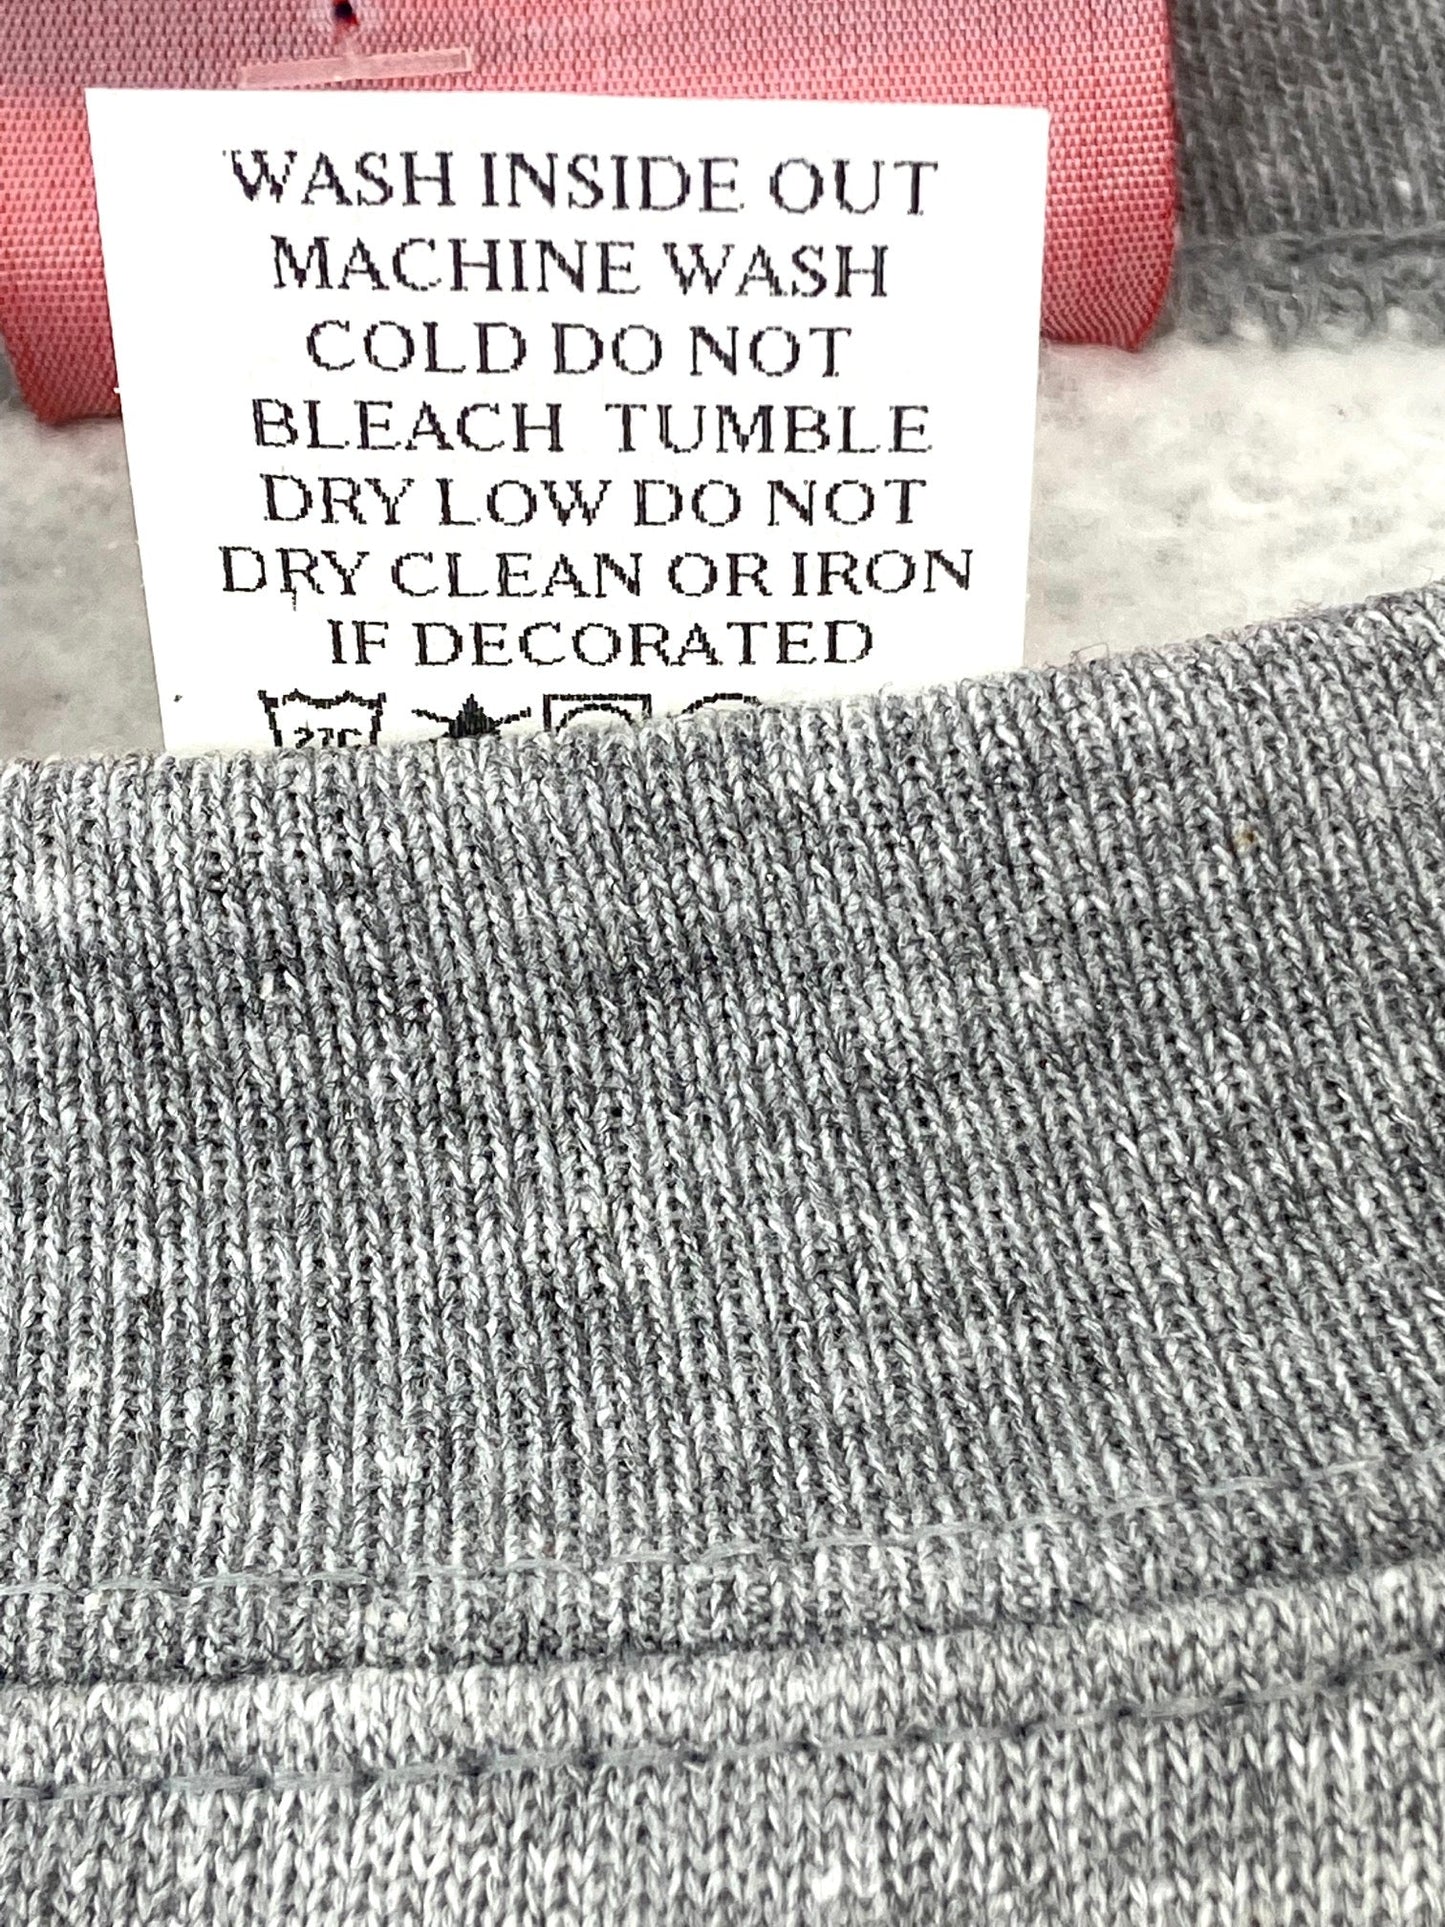 WASH INSIDE OUT
MACHINE WASH
COLD DO NOT
BLEACH TUMBLE
DRY LOW DO NOT
DRY CLEAN OR IRON
IF DECORATED